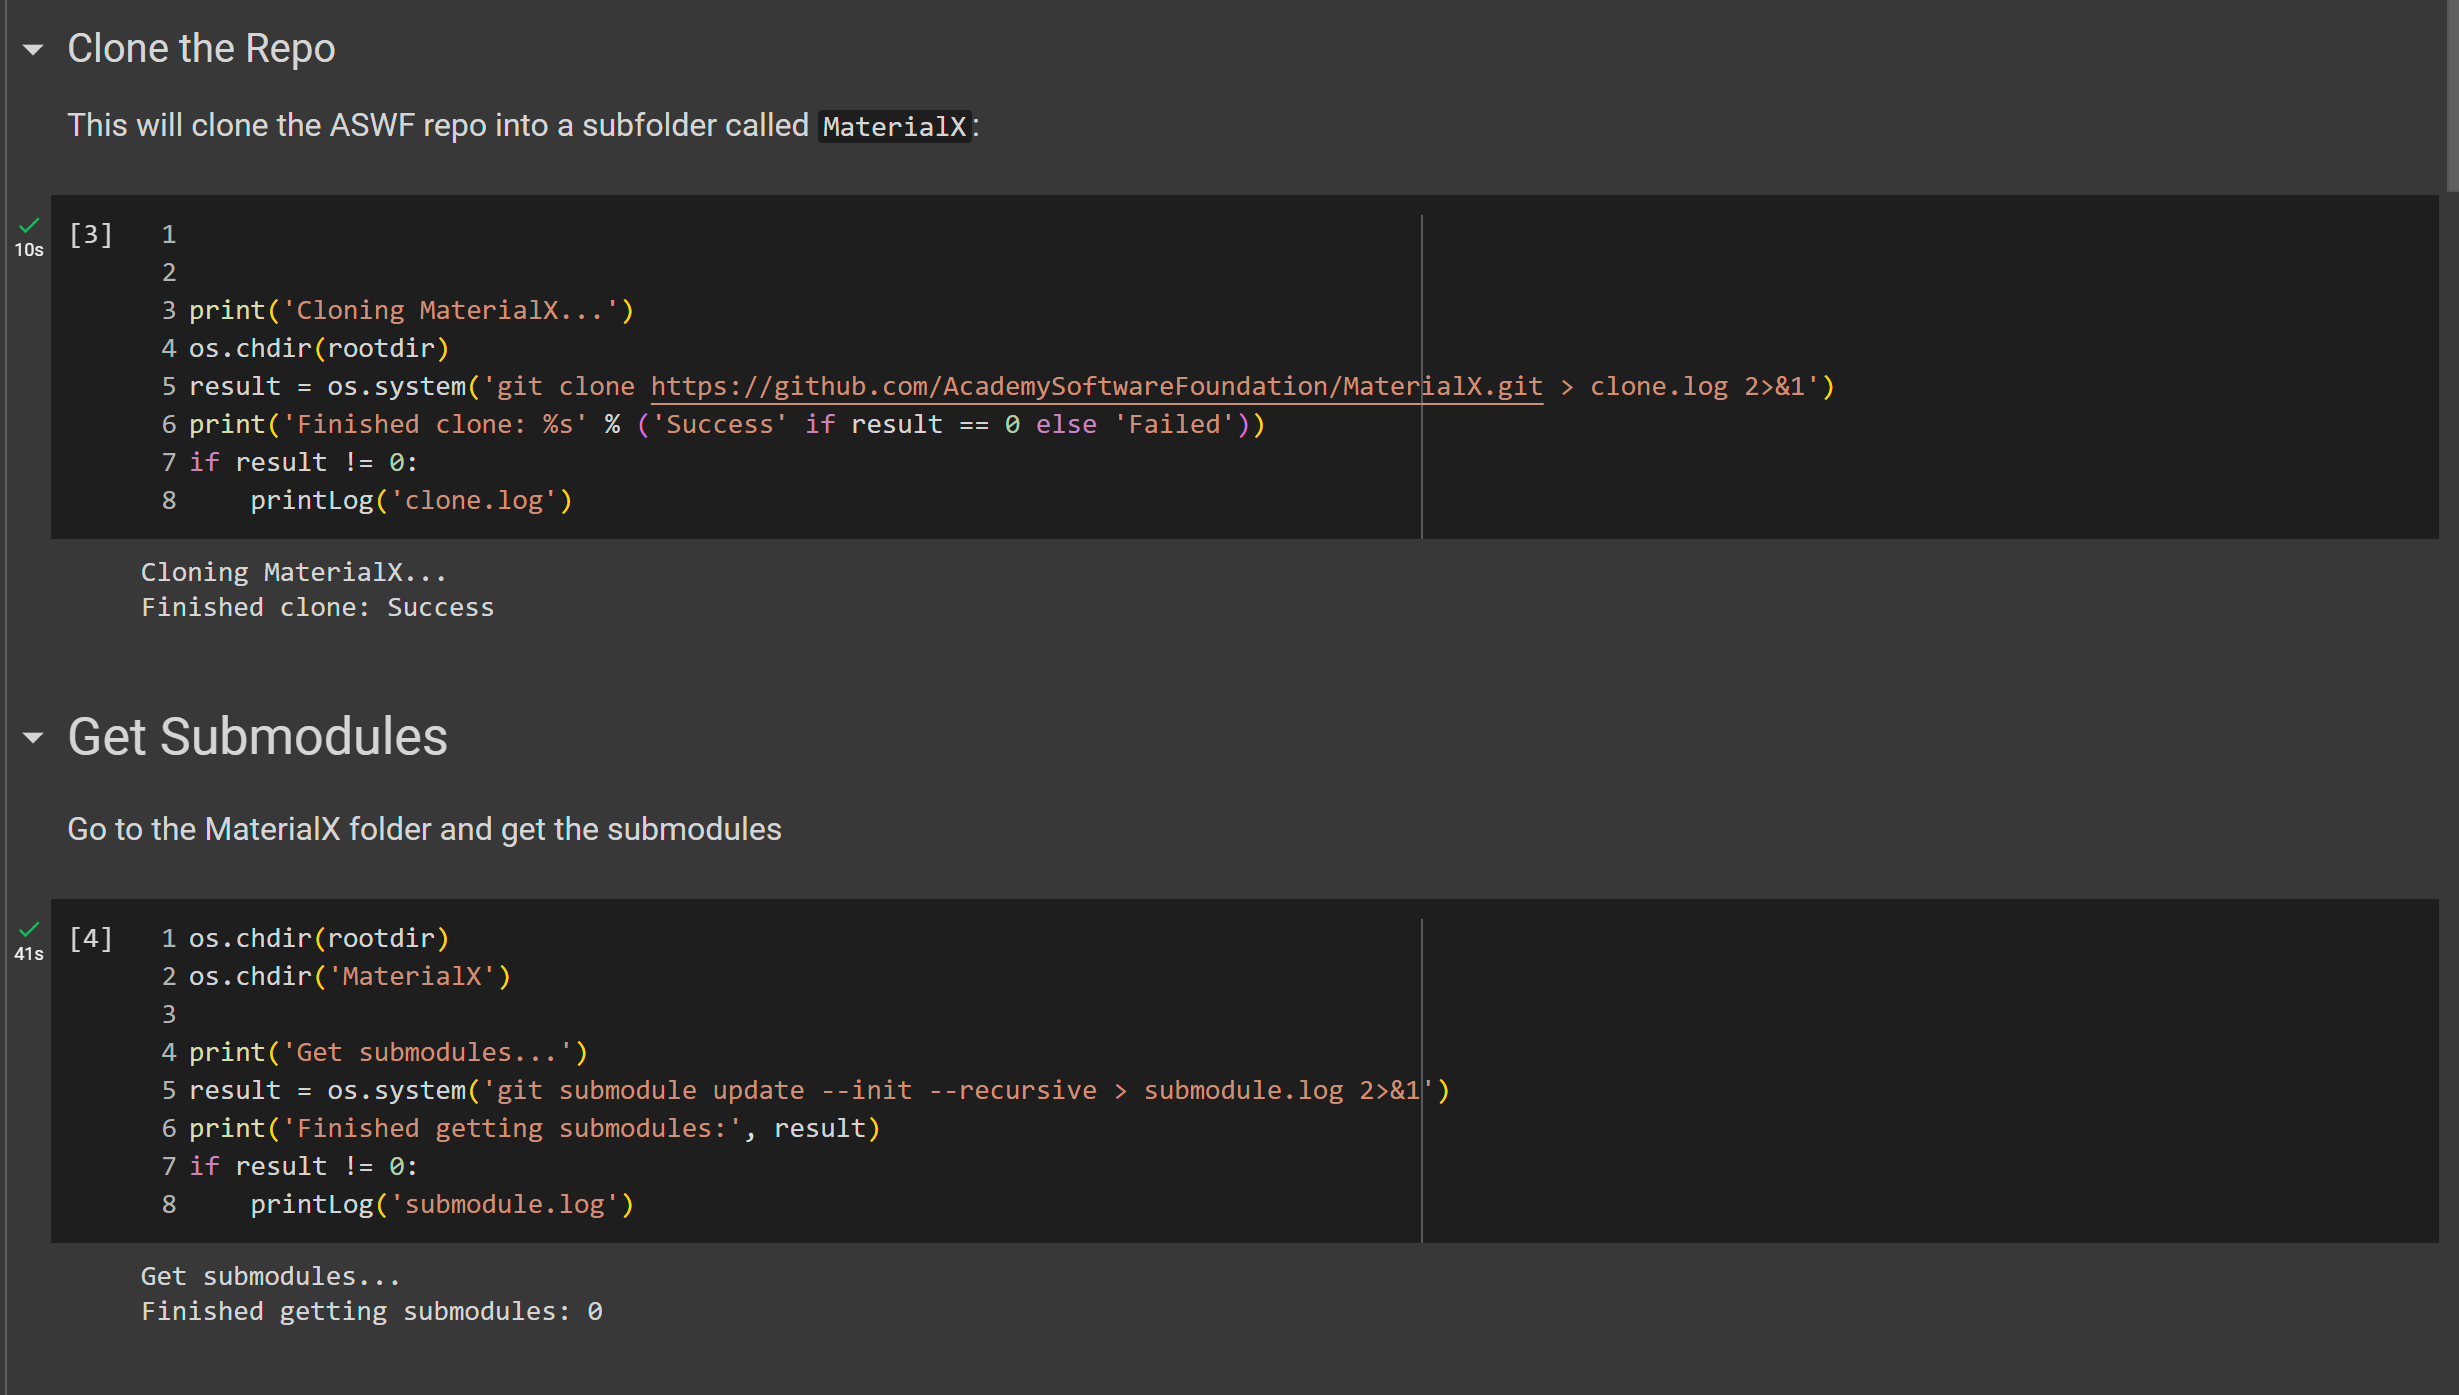 Clone the Repo
This will clone the ASWF repo into a subfolder called MaterialX:
10s
[3]
1
2
3 print('Cloning MaterialX...')
4 os.chdir(rootdir)
5 result = os.system('git clone https://github.com/AcademySoftwareFoundation/MaterialX.git > clone.log 2>&1')
6 print('Finished clone: %s' % ('Success' if result == 0 else 'Failed'))
7 if result != 0:
8     printLog('clone.log')
Cloning MaterialX...
Finished clone: Success
Get Submodules
Go to the MaterialX folder and get the submodules
41s
[4]
1 os.chdir(rootdir)
2 os.chdir('MaterialX')
3
4 print('Get submodules...')
5 result = os.system('git submodule update --init --recursive > submodule.log 2>&1')
6 print('Finished getting submodules:', result)
7 if result != 0:
8     printLog('submodule.log')
Get submodules...
Finished getting submodules: 0